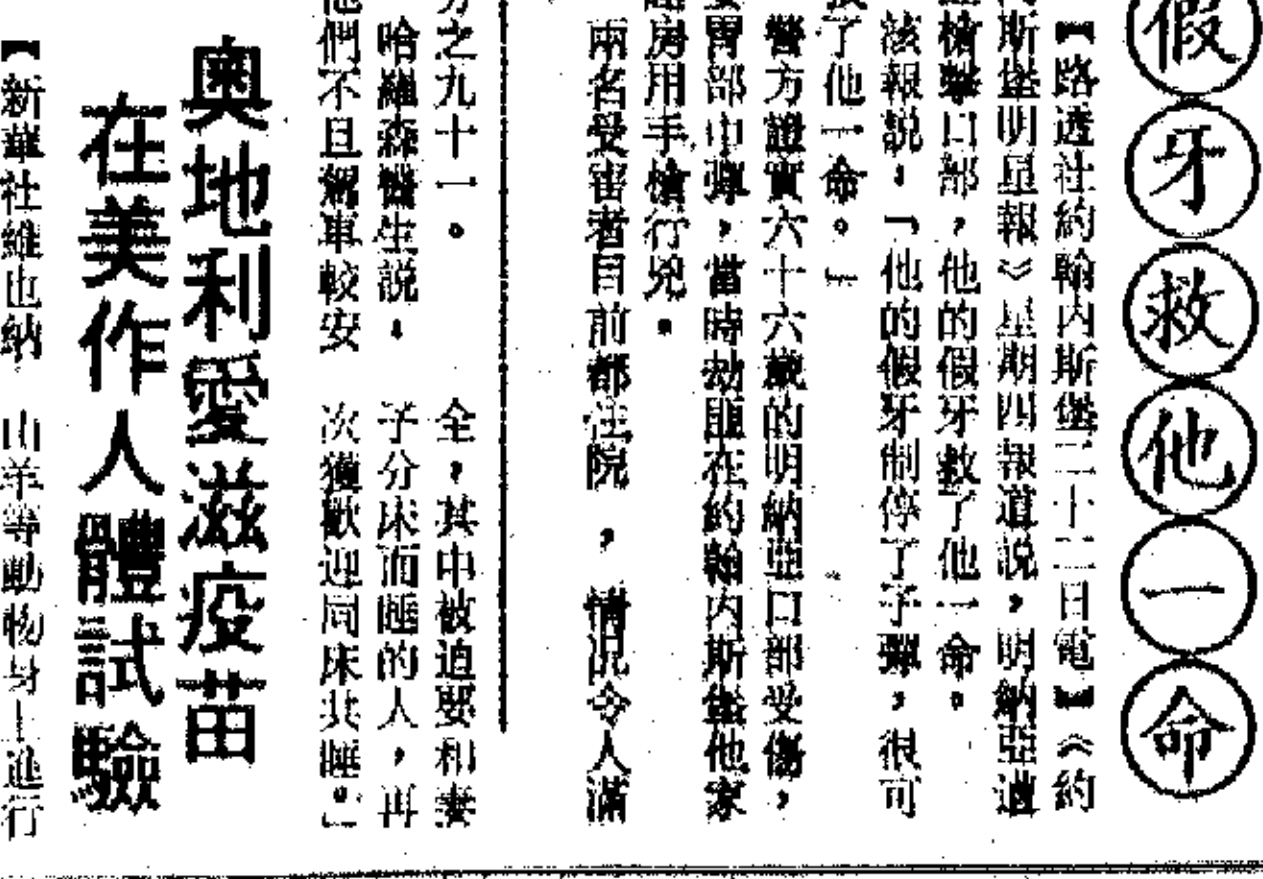 假牙救他一命
【路透社約翰內斯堡二十二日電】《約
斯堡明星報》星期四報道說，明納亞遭
槍擊口部，他的假牙救了他一命。
該報說，「他的假牙制停了子彈，很可
了他一命。」
警方證實六十六歲的明納亞口部受傷，
胃部中彈，當時劫匪在約翰內斯堡他家
房用手槍行兇。
兩名受害者目前都住院，情況令人滿
分之九十一。
哈羅森醫生說，
他們不且解車較安
全，其中被迫要和妻
子分床而睡的人，再
次獲歡迎同床共睡。」
奧地利愛滋疫苗
在美作人體試驗
【新華社維也納
山羊等動物身上進行